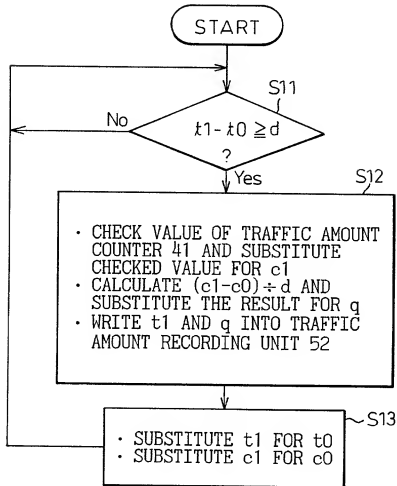 START
S11
No
t1-t0 ≧d
?
Yes
S12
· CHECK VALUE OF TRAFFIC AMOUNT
COUNTER 41 AND SUBSTITUTE
CHECKED VALUE FOR c1
· CALCULATE (c1-c0)÷d AND
SUBSTITUTE THE RESULT FOR q
· WRITE t1 AND q INTO TRAFFIC
AMOUNT RECORDING UNIT 52
S13
· SUBSTITUTE t1 FOR t0
· SUBSTITUTE c1 FOR c0